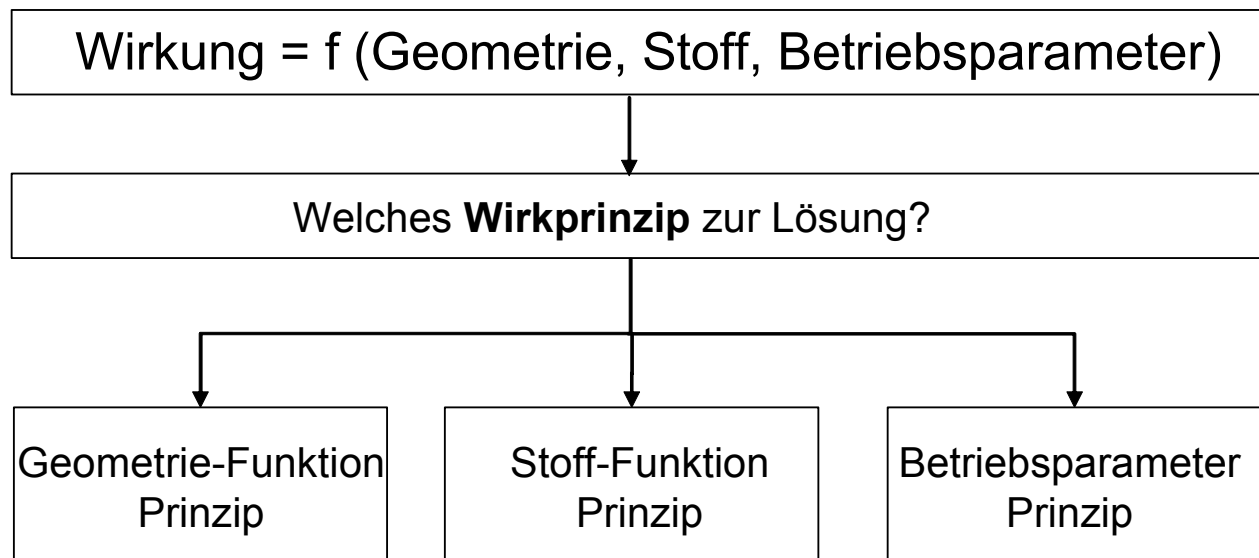 Wirkung = f (Geometrie, Stoff, Betriebsparameter)
Welches Wirkprinzip zur Lösung?
Geometrie-Funktion
Prinzip
Stoff-Funktion
Prinzip
Betriebsparameter
Prinzip